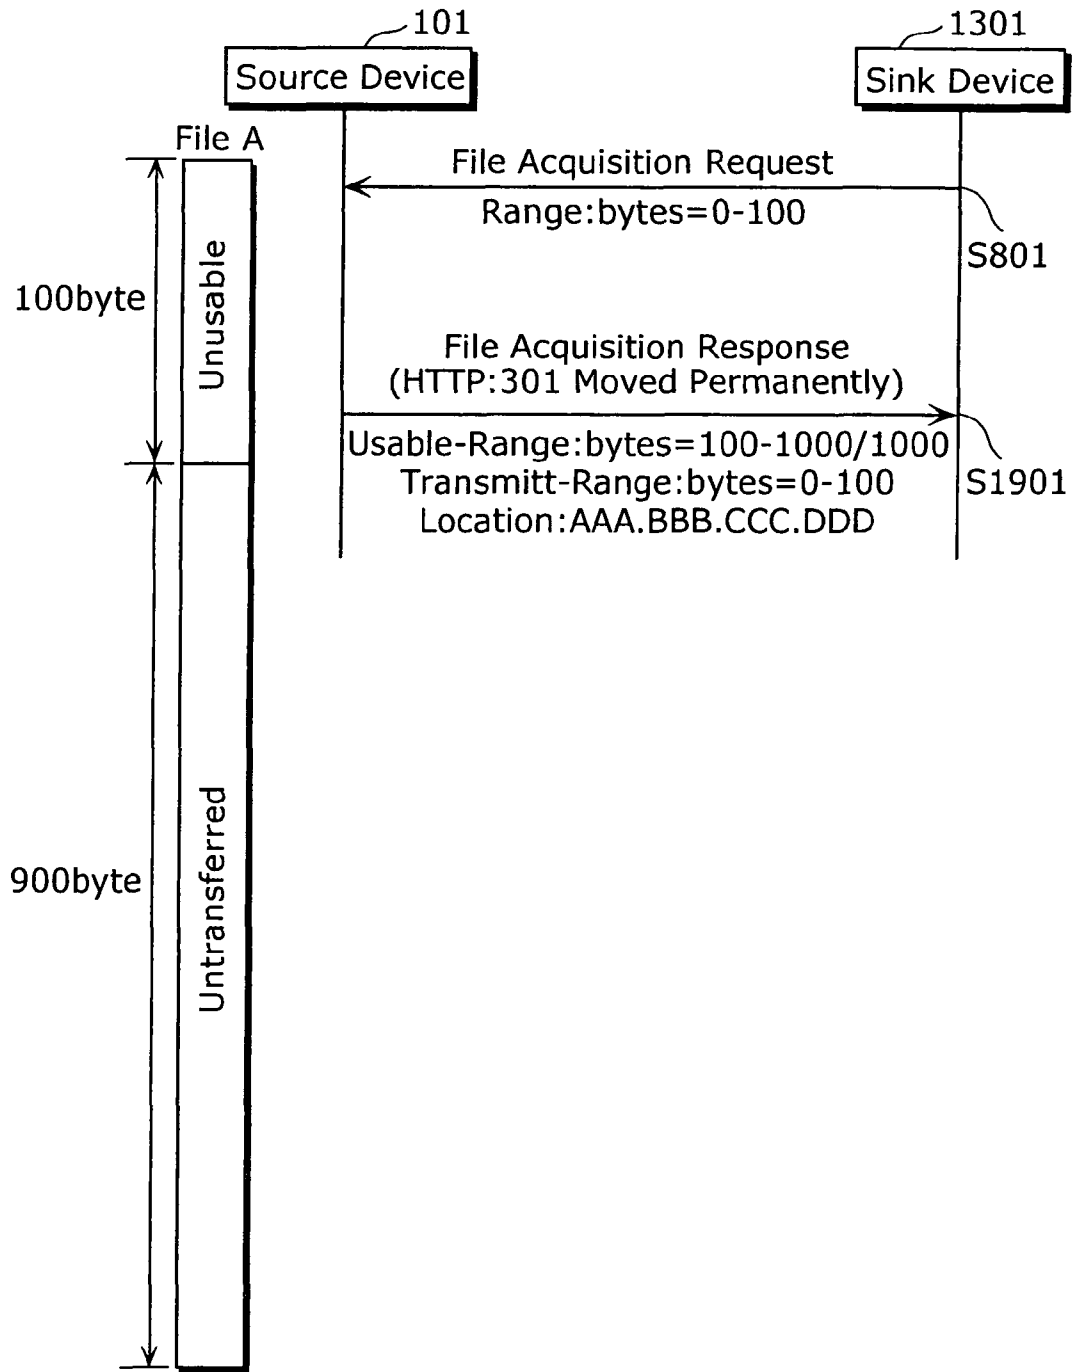 101
1301
Source Device
Sink Device
File A
File Acquisition Request
Range:bytes=0-100
S801
Unusable
100byte
File Acquisition Response
(HTTP:301 Moved Permanently)
Usable-Range:bytes=100-1000/1000
Transmitt-Range:bytes=0-100
S1901
Location:AAA.BBB.CCC.DDD
900byte
Untransferred